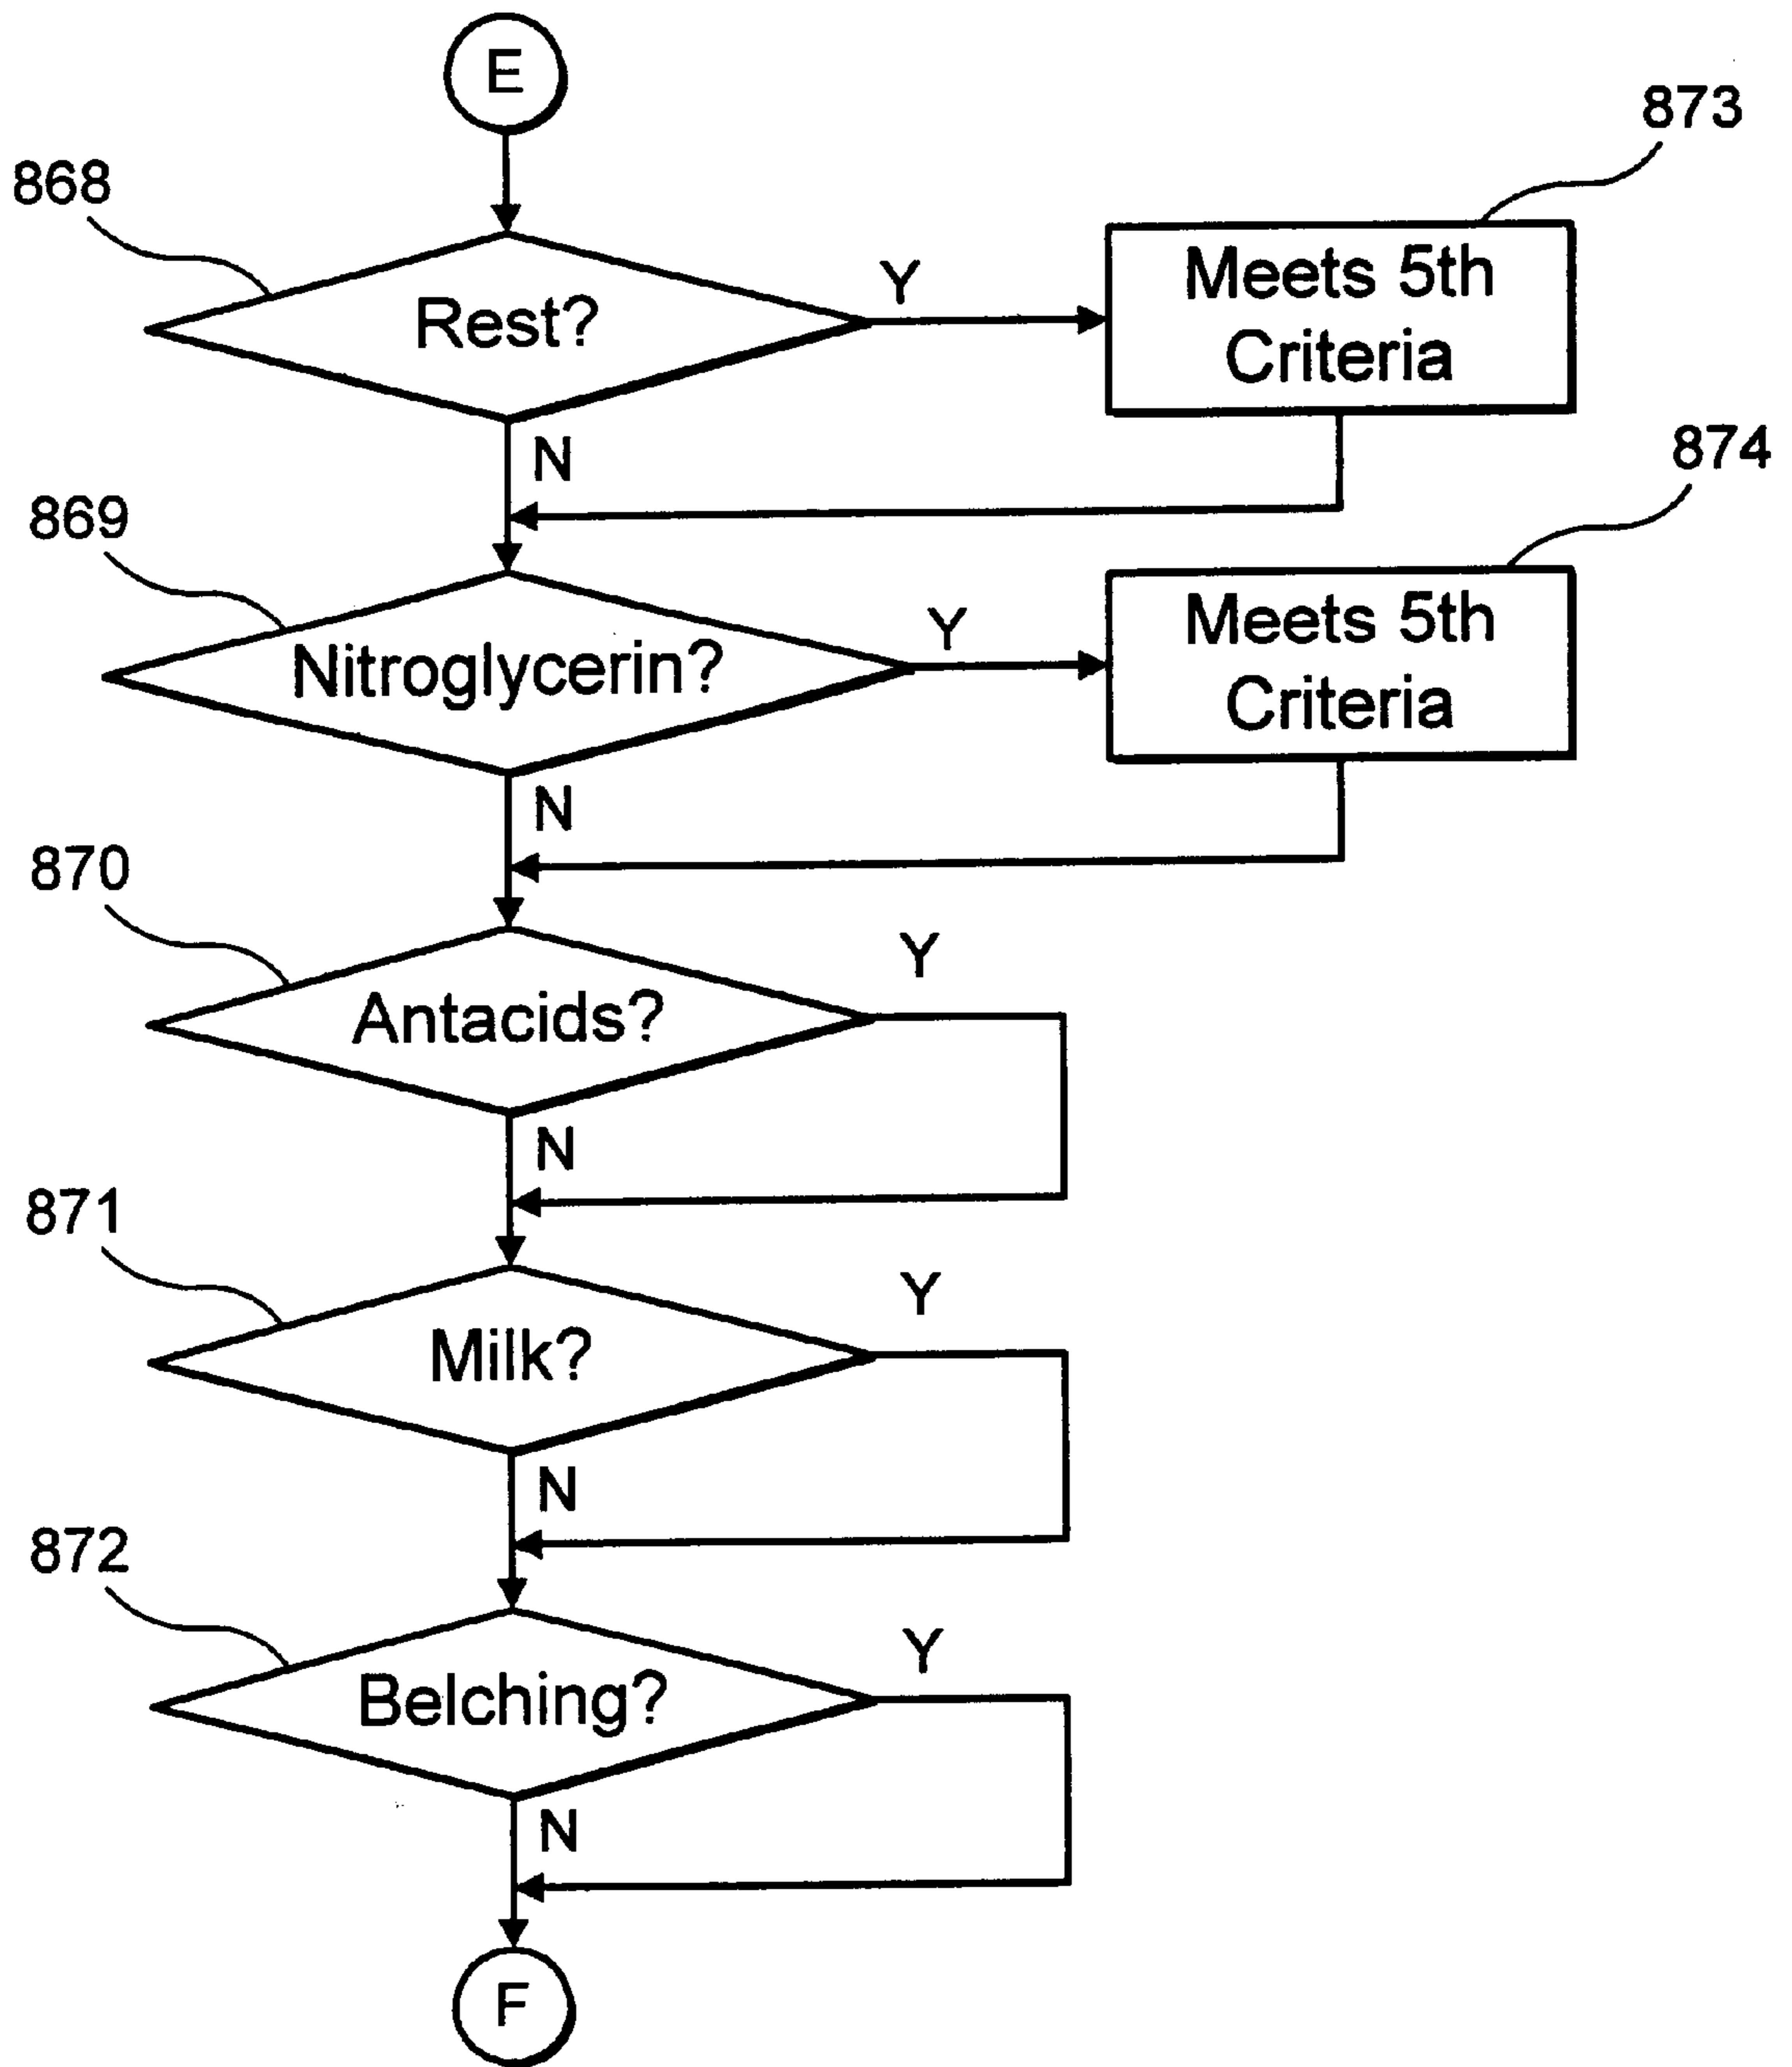 E
873
868
Y
Meets 5th
Criteria
Rest?
N
874
869
Y
Meets 5th
Criteria
Nitroglycerin?
N
870
Y
Antacids?
N
871
Y
Milk?
N
872
Y
Belching?
N
F